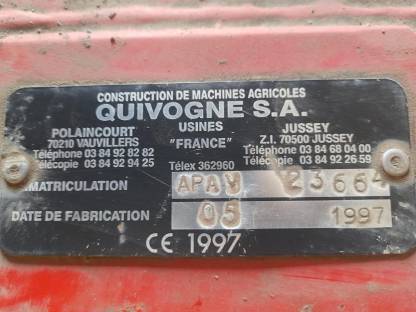 CONSTRUCTION DE MACHINES AGRICOLES
QUIVOGNE S.A.
POLAINCOURT
70210 VAUVILLERS
Téléphone 03 84 92 82 82
Télécopie 03 84 92 94 25
USINES
"FRANCE"
Télex 362960
JUSSEY
Z.I. 70500 JUSSEY
Téléphone 03 84 68 04 00
Télécopie 03 84 92 26 59
IMMATRICULATION APAV 23664
DATE DE FABRICATION 05 1997
CE 1997